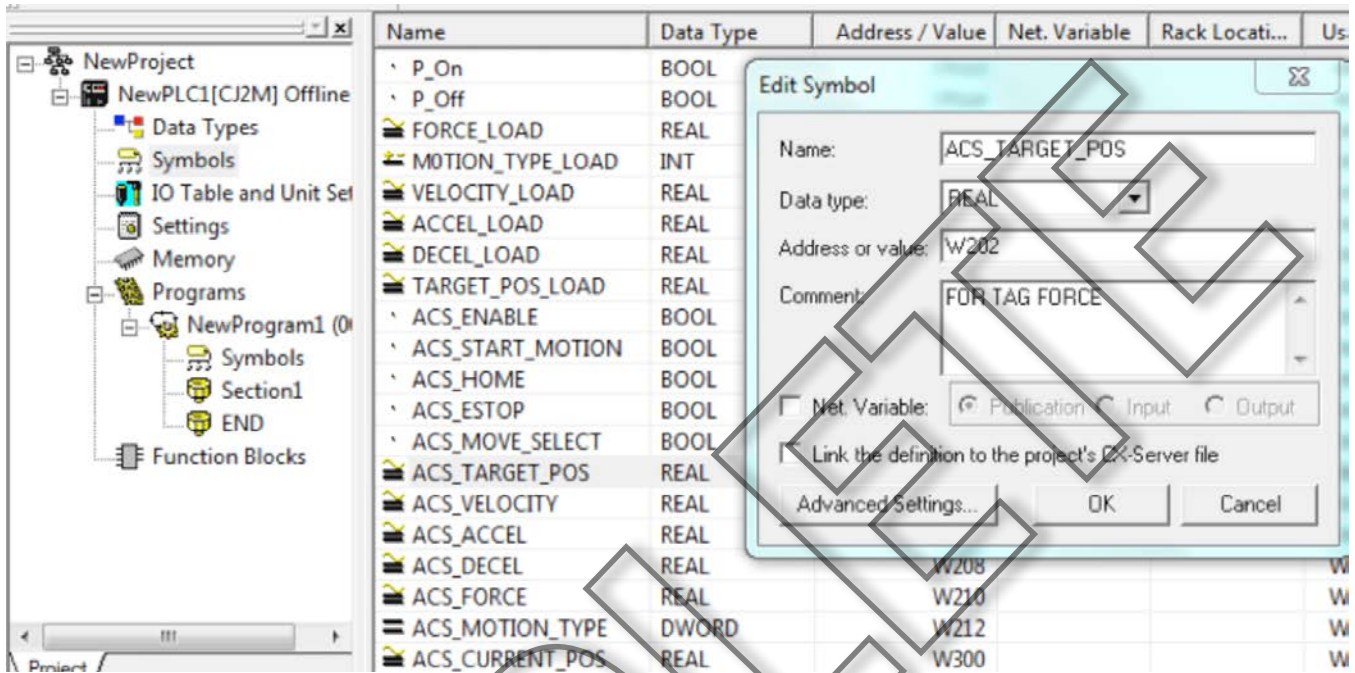 Name Data Type Address / Value Net. Variable Rack Locati... Us
NewProject
NewPLC1[CJ2M] Offline
Data Types
Symbols
IO Table and Unit Set
Settings
Memory
Programs
NewProgram1 (0
Symbols
Section1
END
Function Blocks
Project
P_On BOOL
P_Off BOOL
FORCE_LOAD REAL
M0TION_TYPE_LOAD INT
VELOCITY_LOAD REAL
ACCEL_LOAD REAL
DECEL_LOAD REAL
TARGET_POS_LOAD REAL
ACS_ENABLE BOOL
ACS_START_MOTION BOOL
ACS_HOME BOOL
ACS_ESTOP BOOL
ACS_MOVE_SELECT BOOL
ACS_TARGET_POS REAL
ACS_VELOCITY REAL
ACS_ACCEL REAL
ACS_DECEL REAL W208 W
ACS_FORCE REAL W210 W
ACS_MOTION_TYPE DWORD W212 W
ACS_CURRENT_POS REAL W300 W
Edit Symbol
Name: ACS_TARGET_POS
Data type: REAL
Address or value: W202
Comment: FOR TAG FORCE
Net. Variable: Publication Input Output
Link the definition to the project's CX-Server file
Advanced Settings... OK Cancel